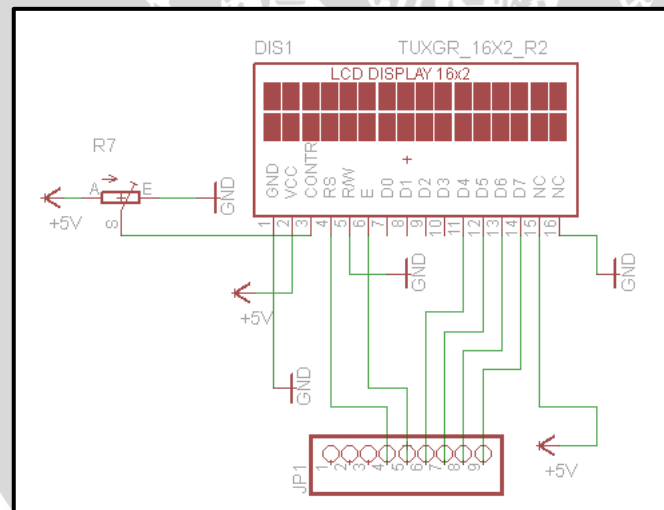 DIS1 TUXGR_16X2_R2
LCD DISPLAY 16x2
R7
A E
S
+5V
GND
GND
VCC
CONTR
RS
R/W
E
D0
D1
D2
D3
D4
D5
D6
D7
NC
NC
1
2
3
4
5
6
7
8
9
10
11
12
13
14
15
16
GND
GND
+5V
GND
JP1
1
2
3
4
5
6
7
8
9
+5V